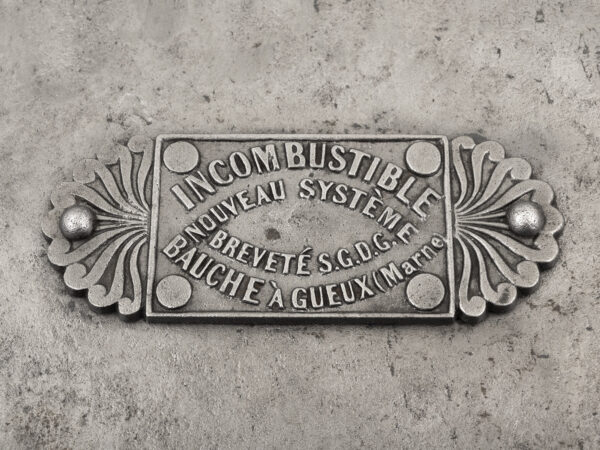 INCOMBUSTIBLE
NOUVEAU SYSTÈME
BREVETÉ S.G.D.G.
BAUCHE À GUEUX (Marne)